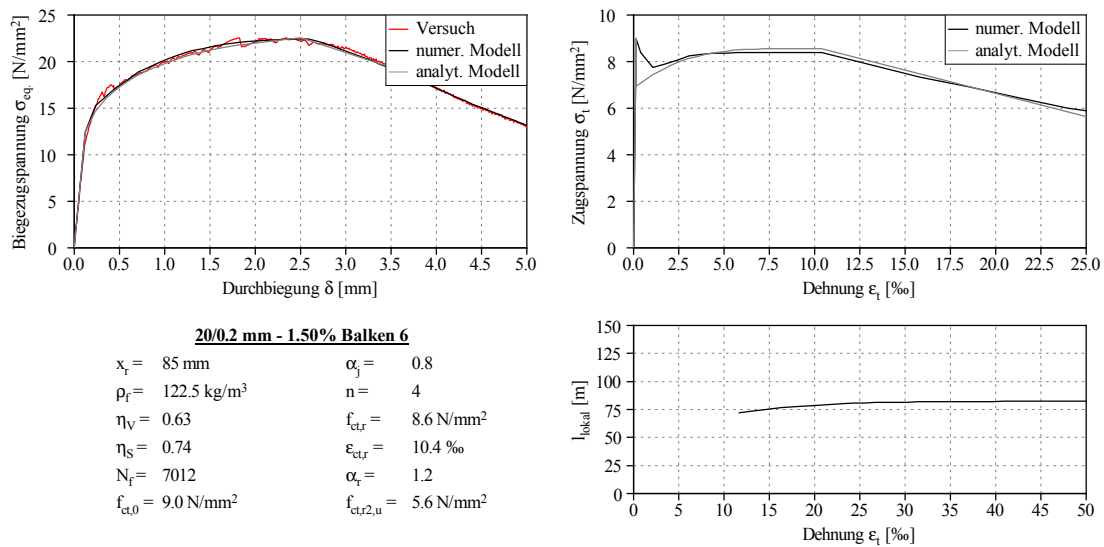 Biegezugspannung σeq. [N/mm²]
25
20
15
10
5
0
0.0 0.5 1.0 1.5 2.0 2.5 3.0 3.5 4.0 4.5 5.0
Durchbiegung δ [mm]
Versuch
numer. Modell
analyt. Modell
Zugspannung σt [N/mm²]
10
8
6
4
2
0
0.0 2.5 5.0 7.5 10.0 12.5 15.0 17.5 20.0 22.5 25.0
Dehnung εt [‰]
numer. Modell
analyt. Modell
20/0.2 mm - 1.50% Balken 6
xr = 85 mm αj = 0.8
ρf = 122.5 kg/m³ n = 4
ηV = 0.63 fct,r = 8.6 N/mm²
ηS = 0.74 εct,r = 10.4 ‰
Nf = 7012 αr = 1.2
fct,0 = 9.0 N/mm² fct,r2,u = 5.6 N/mm²
llokal [m]
150
125
100
75
50
25
0
0.0 5 10 15 20 25 30 35 40 45 50
Dehnung εt [‰]